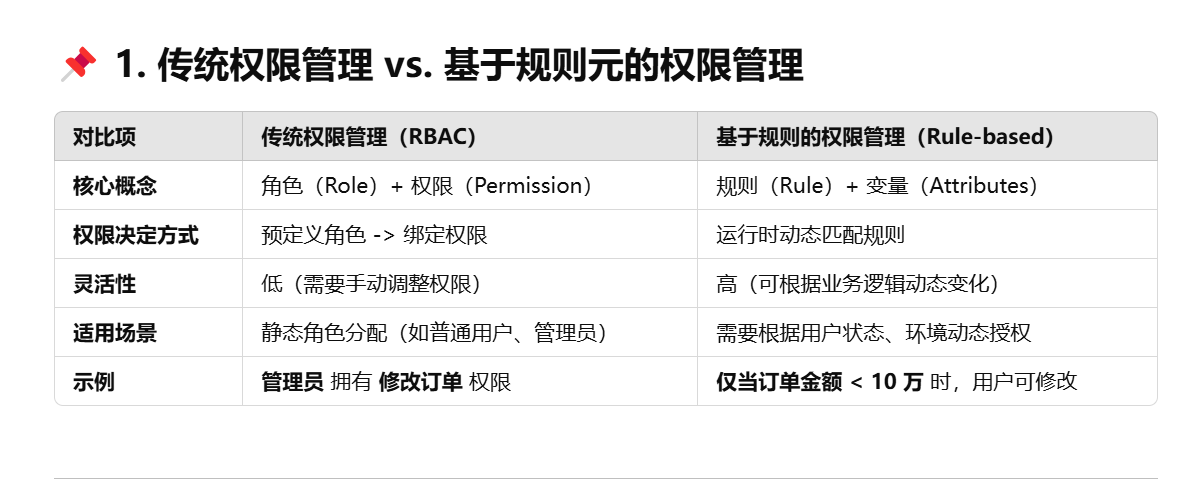 1. 传统权限管理 vs. 基于规则元的权限管理
对比项 传统权限管理（RBAC） 基于规则的权限管理（Rule-based）
核心概念 角色（Role）+ 权限（Permission） 规则（Rule）+ 变量（Attributes）
权限决定方式 预定义角色 -> 绑定权限 运行时动态匹配规则
灵活性 低（需要手动调整权限） 高（可根据业务逻辑动态变化）
适用场景 静态角色分配（如普通用户、管理员） 需要根据用户状态、环境动态授权
示例 管理员 拥有 修改订单 权限 仅当订单金额 < 10 万 时，用户可修改